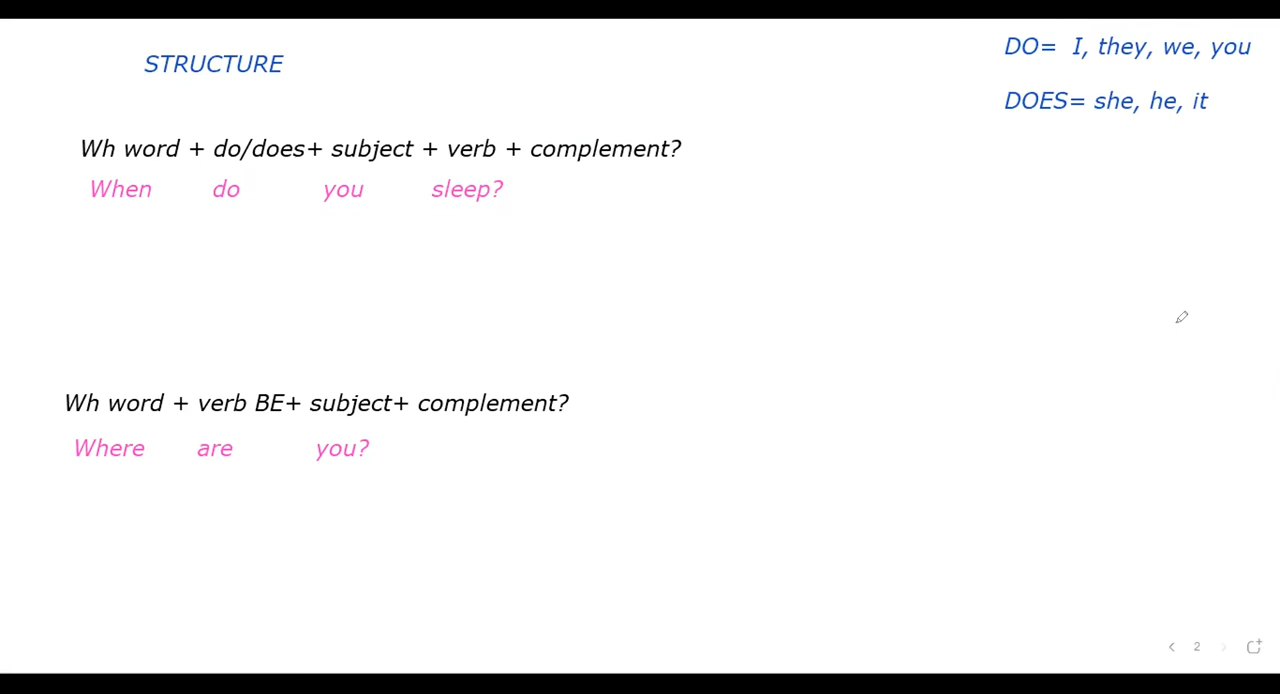 STRUCTURE
DO= I, they, we, you
DOES= she, he, it
Wh word + do/does+ subject + verb + complement?
When do you sleep?
Wh word + verb BE+ subject+ complement?
Where are you?
2